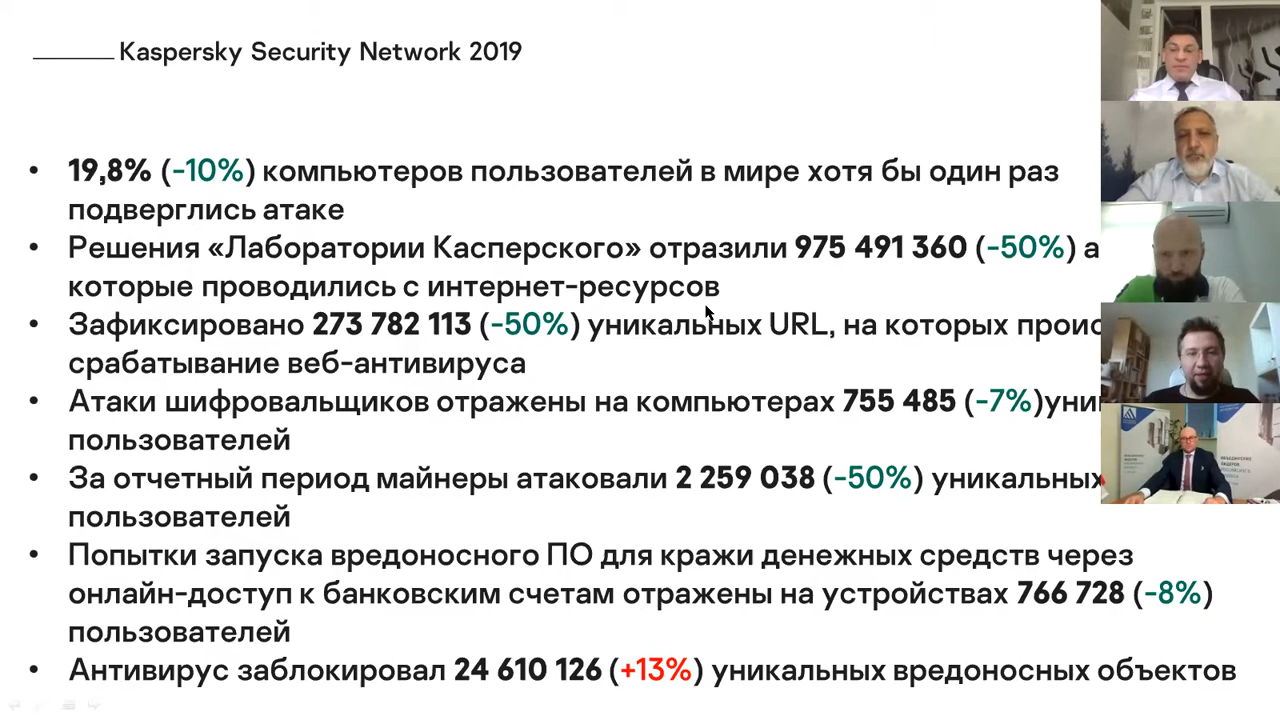 Kaspersky Security Network 2019
• 19,8% (-10%) компьютеров пользователей в мире хотя бы один раз
подверглись атаке
• Решения «Лаборатории Касперского» отразили 975 491 360 (-50%) а
которые проводились с интернет-ресурсов
• Зафиксировано 273 782 113 (-50%) уникальных URL, на которых проис
срабатывание веб-антивируса
• Атаки шифровальщиков отражены на компьютерах 755 485 (-7%)уни
пользователей
• За отчетный период майнеры атаковали 2 259 038 (-50%) уникальных
пользователей
• Попытки запуска вредоносного ПО для кражи денежных средств через
онлайн-доступ к банковским счетам отражены на устройствах 766 728 (-8%)
пользователей
• Антивирус заблокировал 24 610 126 (+13%) уникальных вредоносных объектов